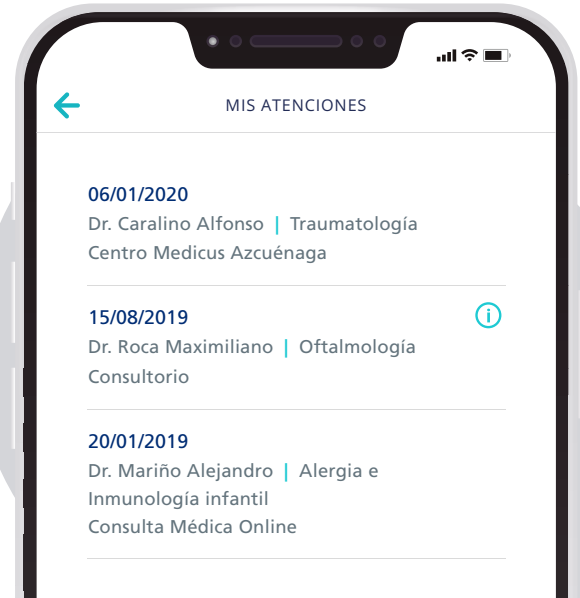 MIS ATENCIONES
06/01/2020
Dr. Caralino Alfonso | Traumatología
Centro Medicus Azcuénaga
15/08/2019
Dr. Roca Maximiliano | Oftalmología
Consultorio
20/01/2019
Dr. Mariño Alejandro | Alergia e
Inmunología infantil
Consulta Médica Online